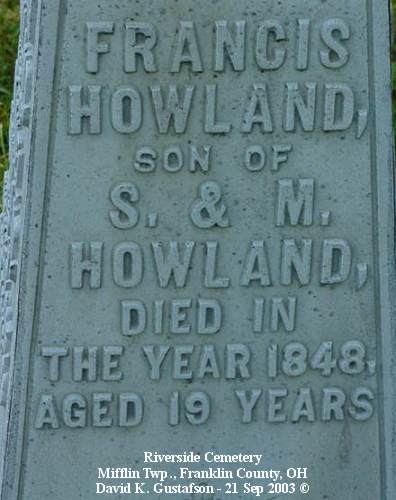 FRANCIS
HOWLAND,
SON OF
S. & M.
HOWLAND,
DIED IN
THE YEAR 1848.
AGED 19 YEARS
Riverside Cemetery
Mifflin Twp., Franklin County, OH
David K. Gustafson - 21 Sep 2003 ©